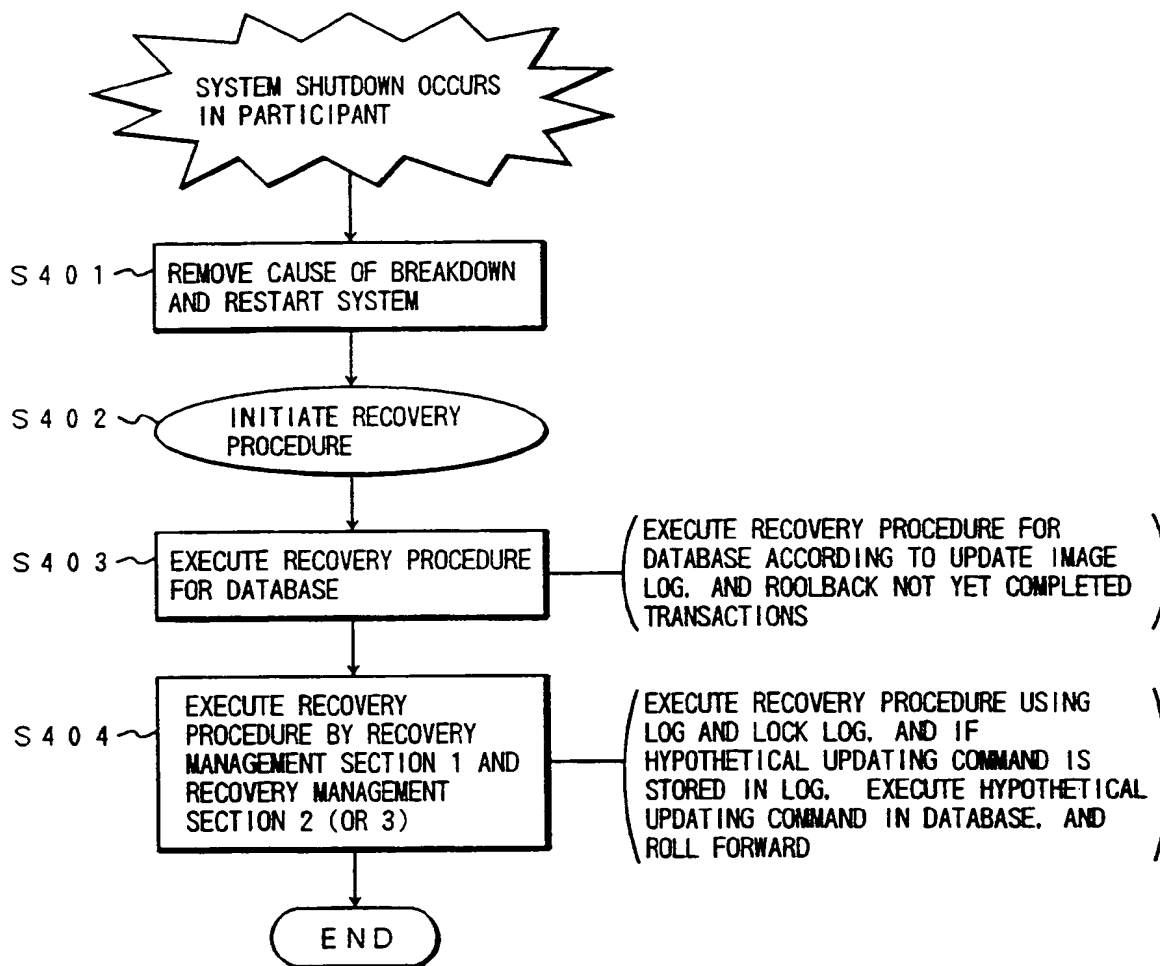 SYSTEM SHUTDOWN OCCURS
IN PARTICIPANT
S401
REMOVE CAUSE OF BREAKDOWN
AND RESTART SYSTEM
S402
INITIATE RECOVERY
PROCEDURE
S403
EXECUTE RECOVERY PROCEDURE
FOR DATABASE
EXECUTE RECOVERY PROCEDURE FOR
DATABASE ACCORDING TO UPDATE IMAGE
LOG, AND ROOLBACK NOT YET COMPLETED
TRANSACTIONS
S404
EXECUTE RECOVERY
PROCEDURE BY RECOVERY
MANAGEMENT SECTION 1 AND
RECOVERY MANAGEMENT
SECTION 2 (OR 3)
EXECUTE RECOVERY PROCEDURE USING
LOG AND LOCK LOG, AND IF
HYPOTHETICAL UPDATING COMMAND IS
STORED IN LOG, EXECUTE HYPOTHETICAL
UPDATING COMMAND IN DATABASE, AND
ROLL FORWARD
END